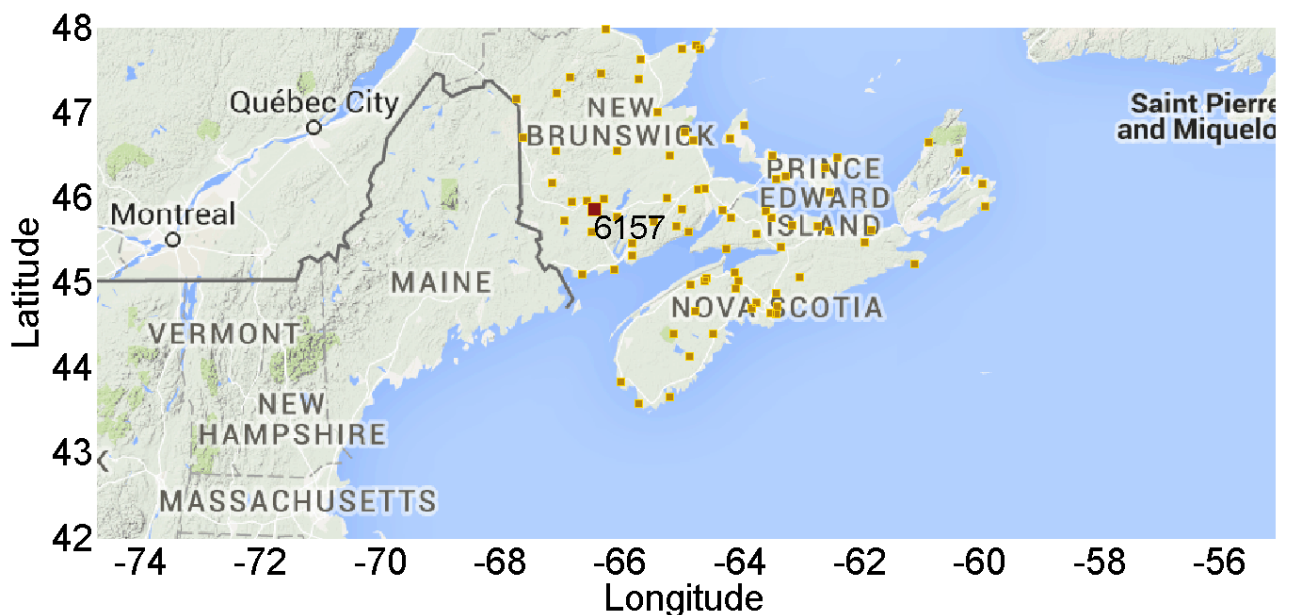 48
47
46
45
44
43
42
Latitude
Québec City
Montreal
NEW
BRUNSWICK
PRINCE
EDWARD
ISLAND
6157
Saint Pierre
and Miquelo
MAINE
NOVA SCOTIA
VERMONT
NEW
HAMPSHIRE
MASSACHUSETTS
-74 -72 -70 -68 -66 -64 -62 -60 -58 -56
Longitude